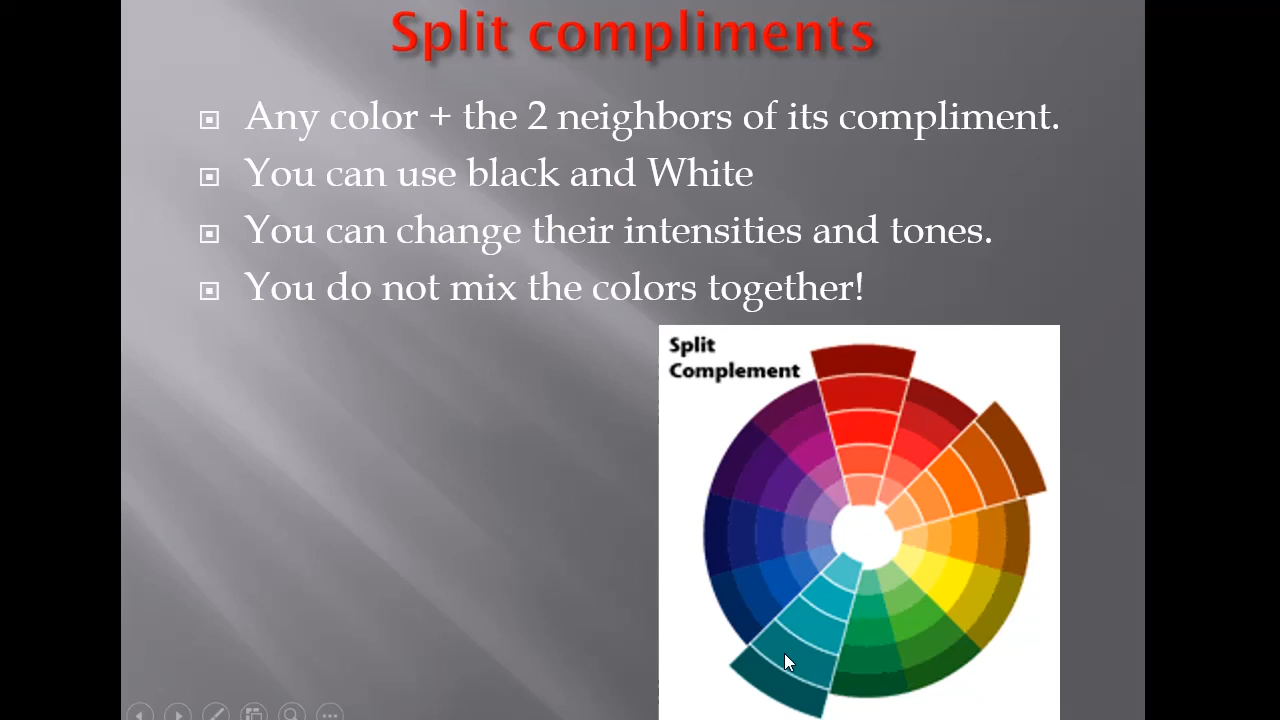 Split compliments
Any color + the 2 neighbors of its compliment.
You can use black and White
You can change their intensities and tones.
You do not mix the colors together!
Split
Complement